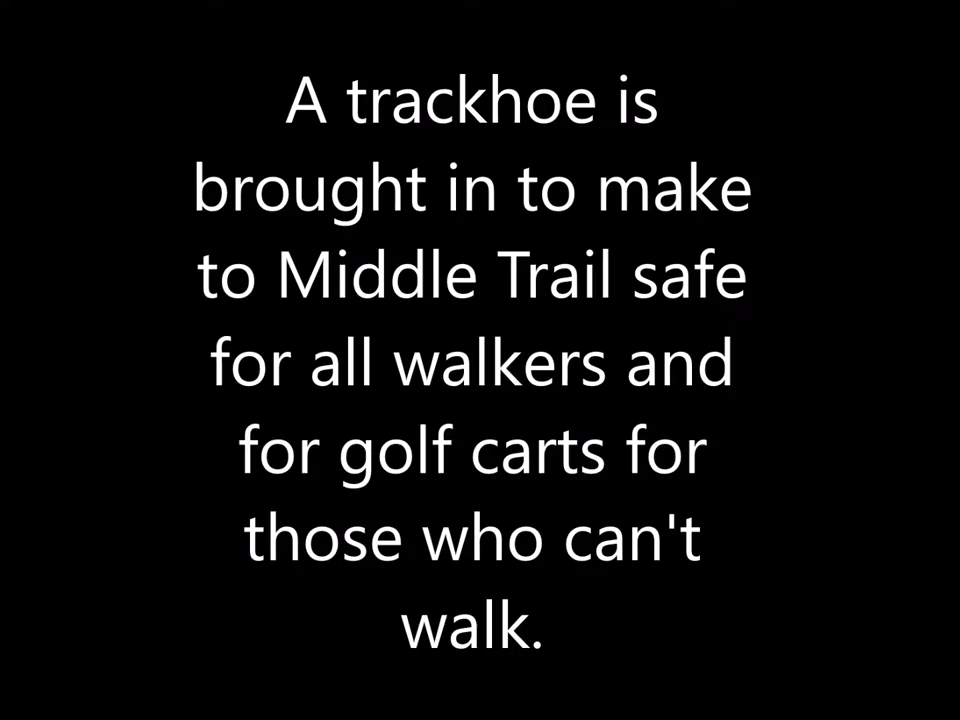 A trackhoe is
brought in to make
to Middle Trail safe
for all walkers and
for golf carts for
those who can't
walk.